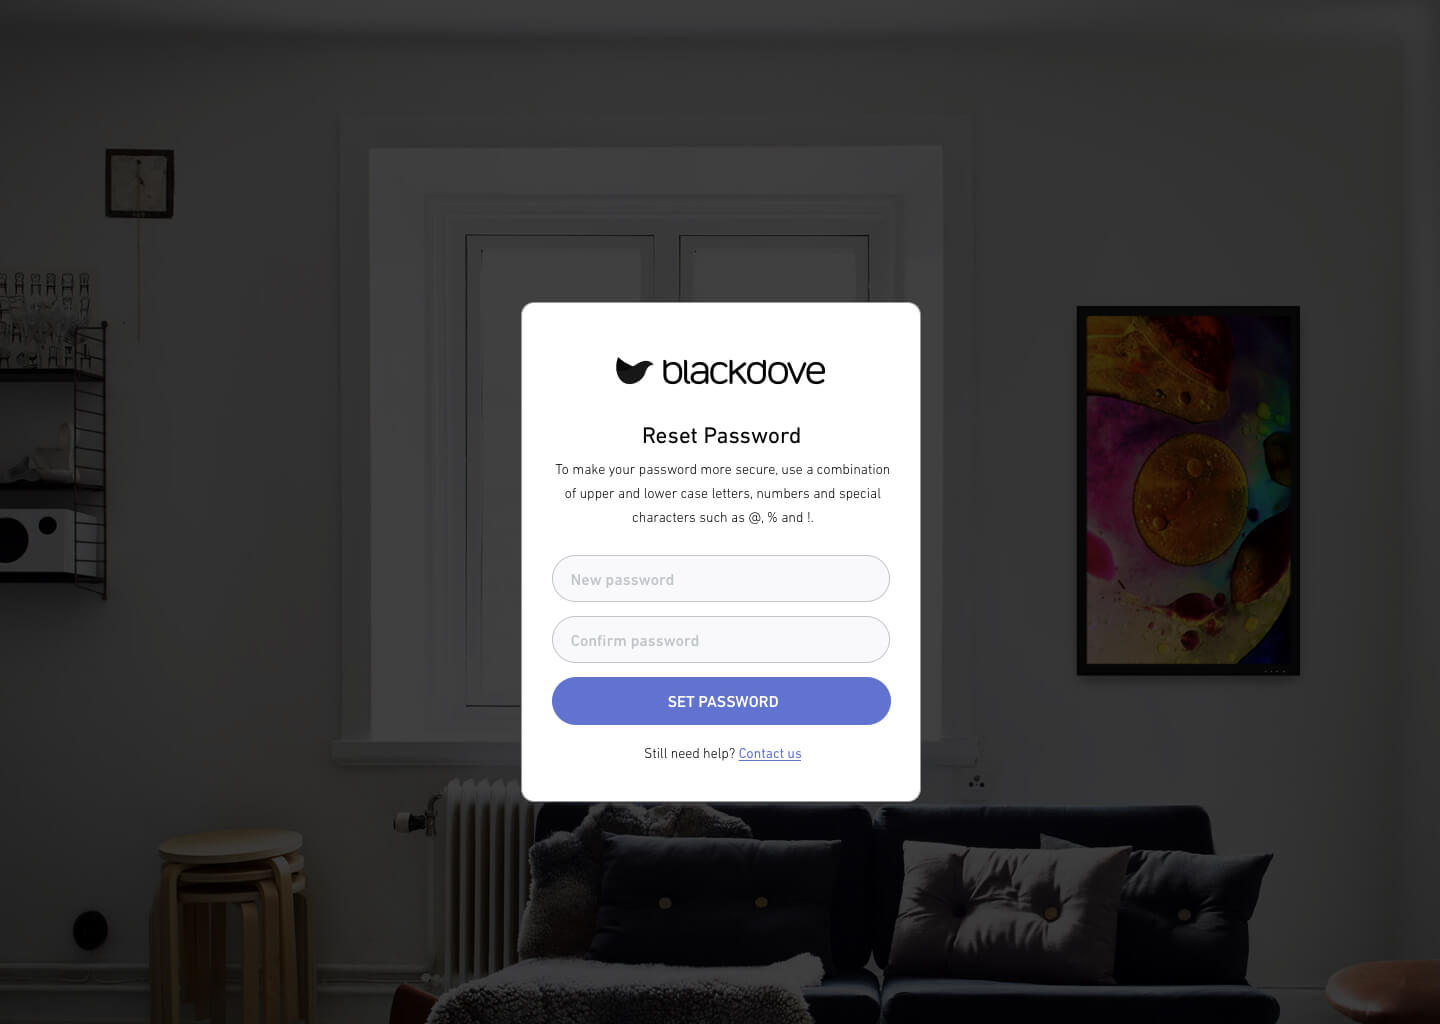 blackdove
Reset Password
To make your password more secure, use a combination
of upper and lower case letters, numbers and special
characters such as @, % and !.
New password
Confirm password
SET PASSWORD
Still need help? Contact us